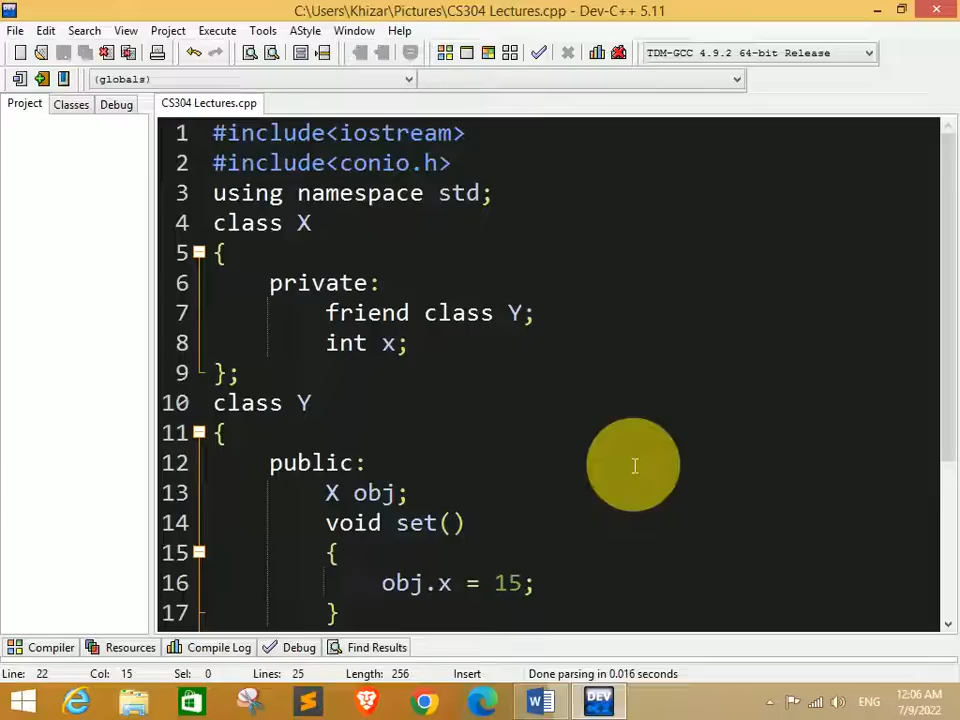 C:\Users\Khizar\Pictures\CS304 Lectures.cpp - Dev-C++ 5.11
File Edit Search View Project Execute Tools AStyle Window Help
TDM-GCC 4.9.2 64-bit Release
(globals)
Project Classes Debug CS304 Lectures.cpp
1 #include<iostream>
2 #include<conio.h>
3 using namespace std;
4 class X
5 {
6 private:
7 friend class Y;
8 int x;
9 };
10 class Y
11 {
12 public:
13 X obj;
14 void set()
15 {
16 obj.x = 15;
17 }
Compiler Resources Compile Log Debug Find Results
Line: 22 Col: 15 Sel: 0 Lines: 25 Length: 256 Insert Done parsing in 0.016 seconds
DEV ENG 12:06 AM
7/9/2022